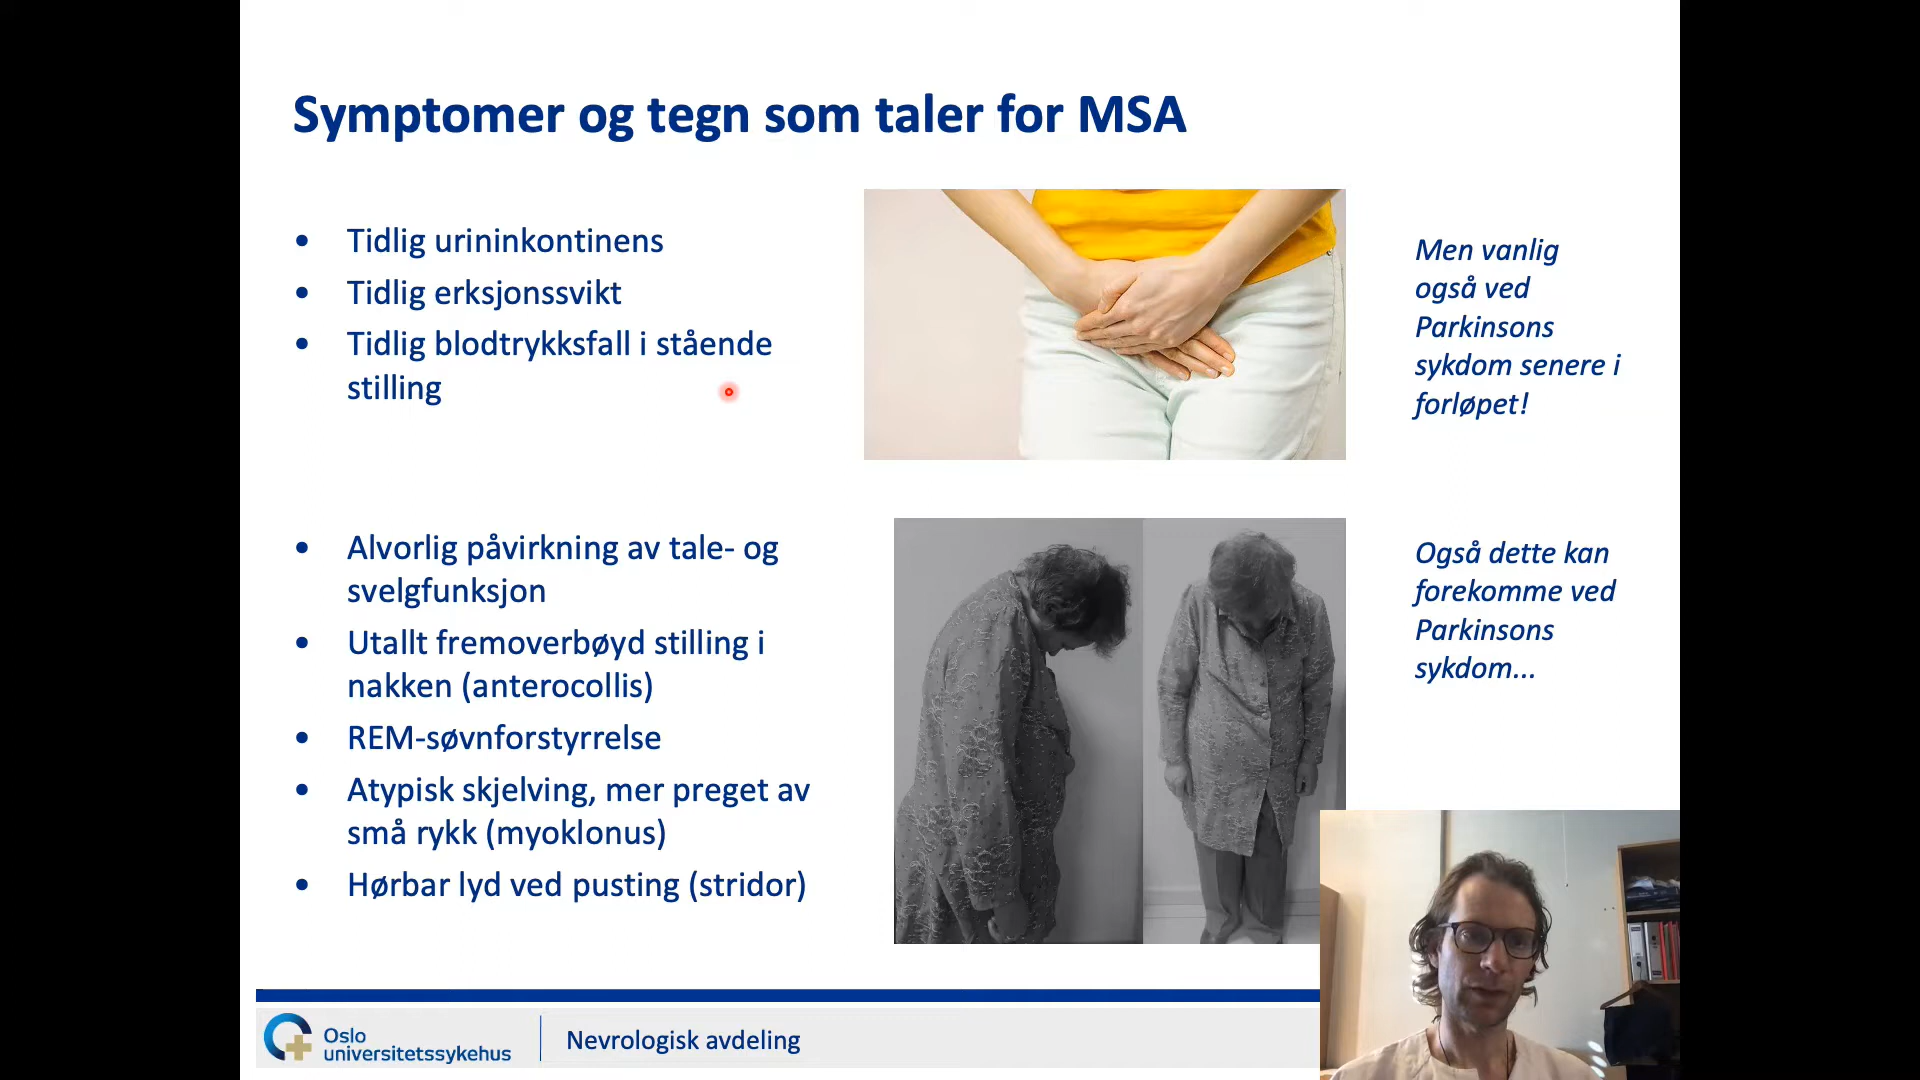 Symptomer og tegn som taler for MSA
• Tidlig urininkontinens
• Tidlig erksjonssvikt
• Tidlig blodtrykksfall i stående
stilling
Men vanlig
også ved
Parkinsons
sykdom senere i
forløpet!
• Alvorlig påvirkning av tale- og
svelgfunksjon
• Utallt fremoverbøyd stilling i
nakken (anterocollis)
• REM-søvnforstyrrelse
• Atypisk skjelving, mer preget av
små rykk (myoklonus)
• Hørbar lyd ved pusting (stridor)
Også dette kan
forekomme ved
Parkinsons
sykdom...
Oslo
universitetssykehus
Nevrologisk avdeling